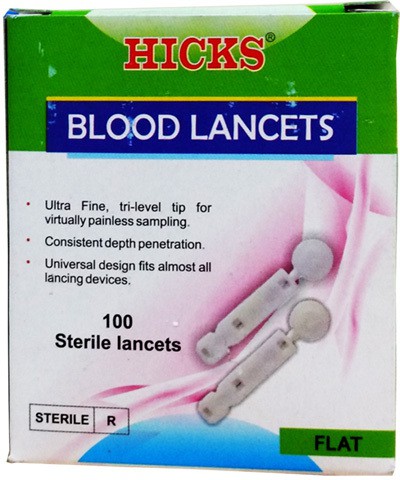 HICKS®
BLOOD LANCETS
• Ultra Fine, tri-level tip for
virtually painless sampling.
• Consistent depth penetration.
• Universal design fits almost all
lancing devices.
100
Sterile lancets
STERILE R
FLAT